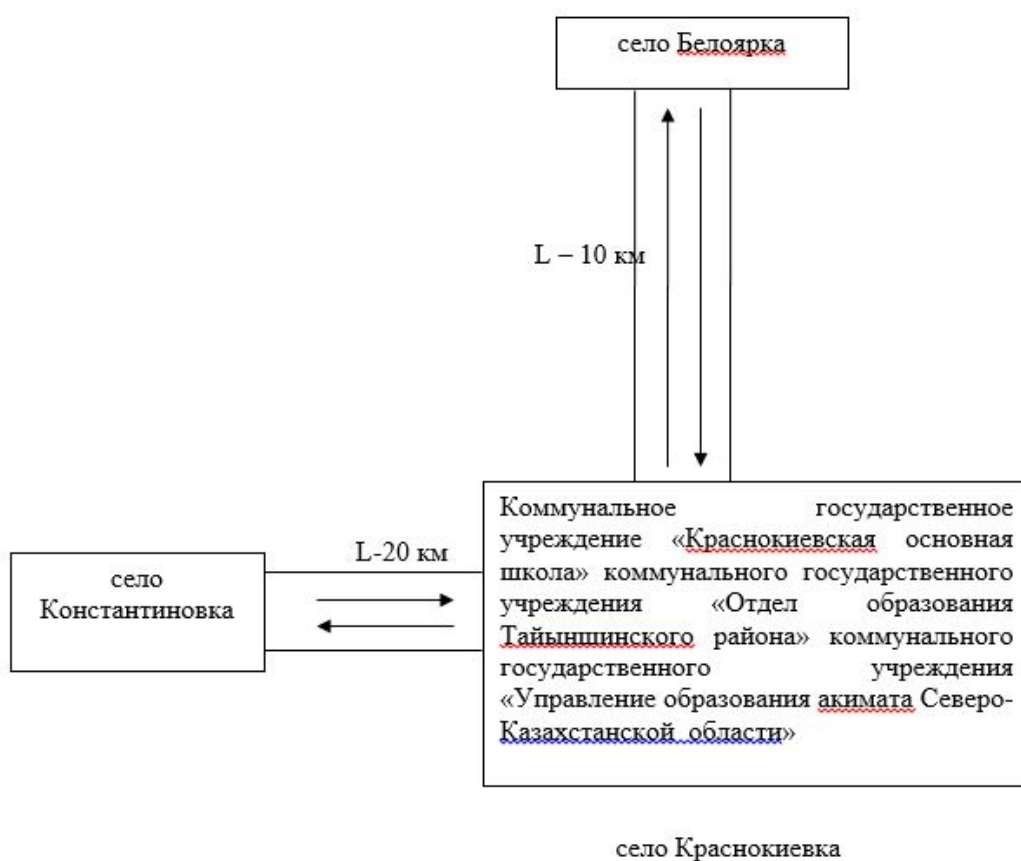 село Белоярка
L – 10 км
L-20 км
село
Константиновка
Коммунальное государственное
учреждение «Краснокиевская основная
школа» коммунального государственного
учреждения «Отдел образования
Тайыншинского района» коммунального
государственного учреждения
«Управление образования акимата Северо-
Казахстанской области»
село Краснокиевка